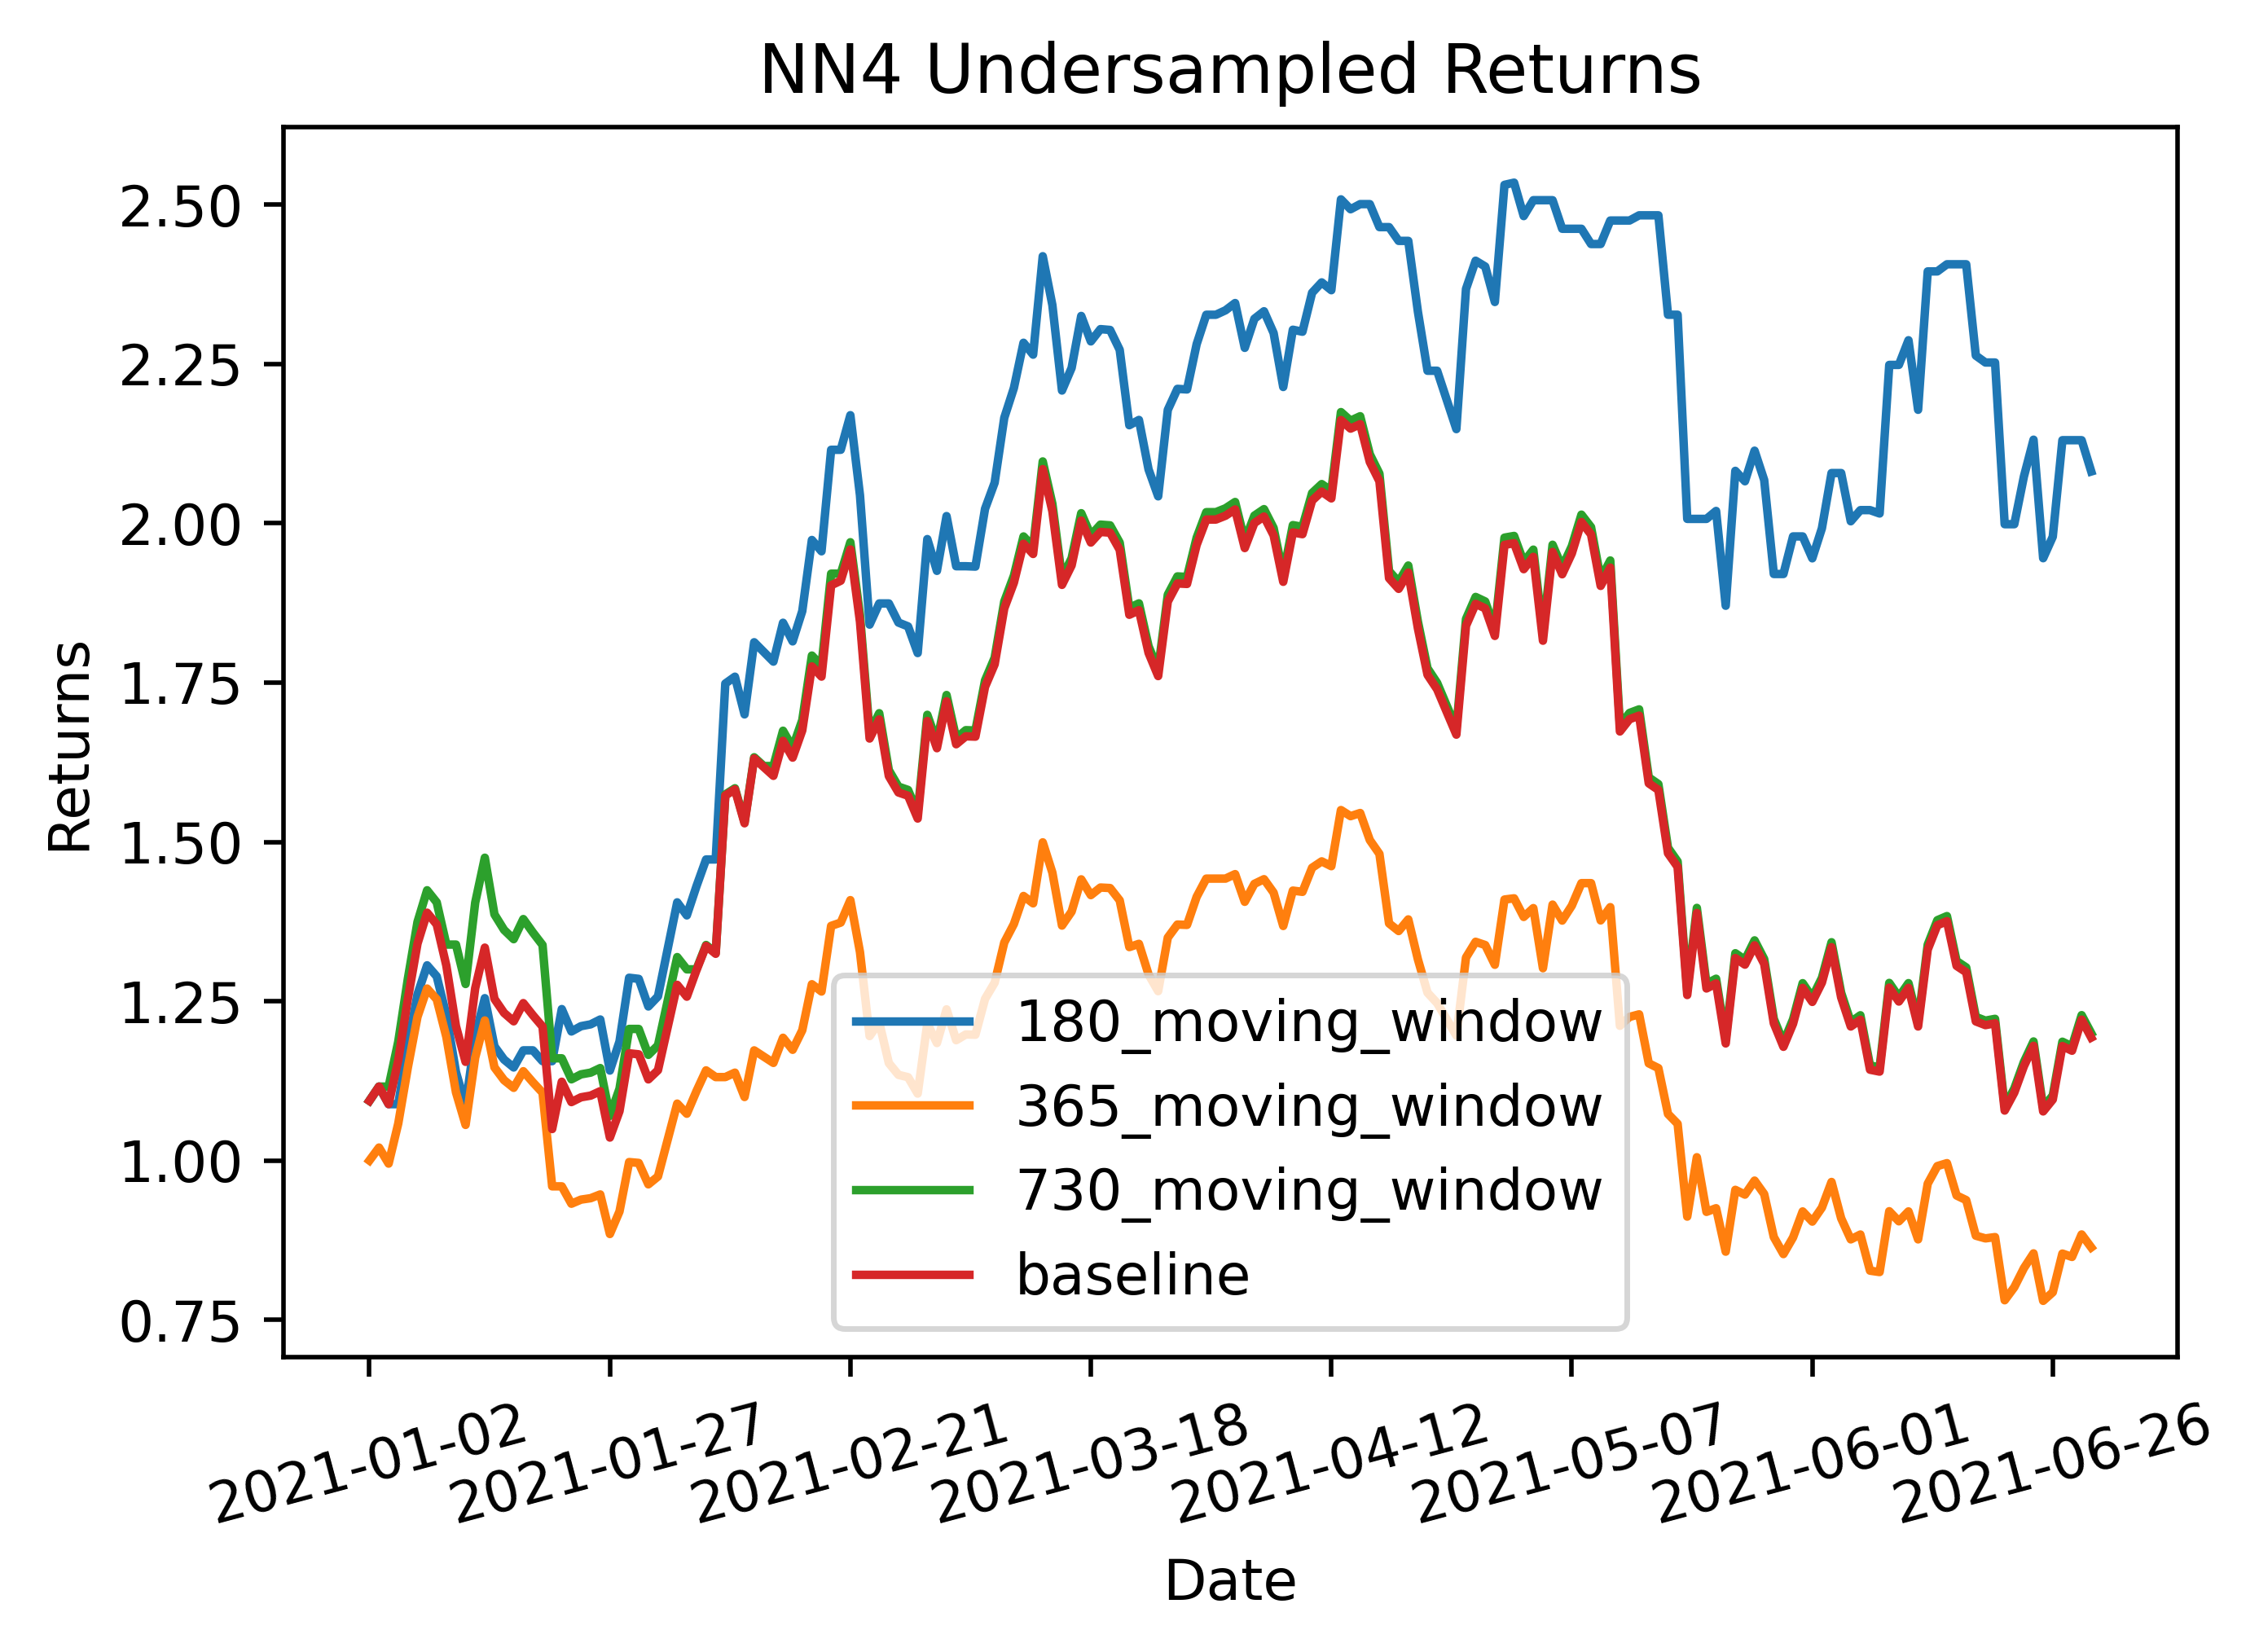 NN4 Undersampled Returns
Returns
2.50
2.25
2.00
1.75
1.50
1.25
1.00
0.75
180_moving_window
365_moving_window
730_moving_window
baseline
2021-01-02
2021-01-27
2021-02-21
2021-03-18
2021-04-12
2021-05-07
2021-06-01
2021-06-26
Date